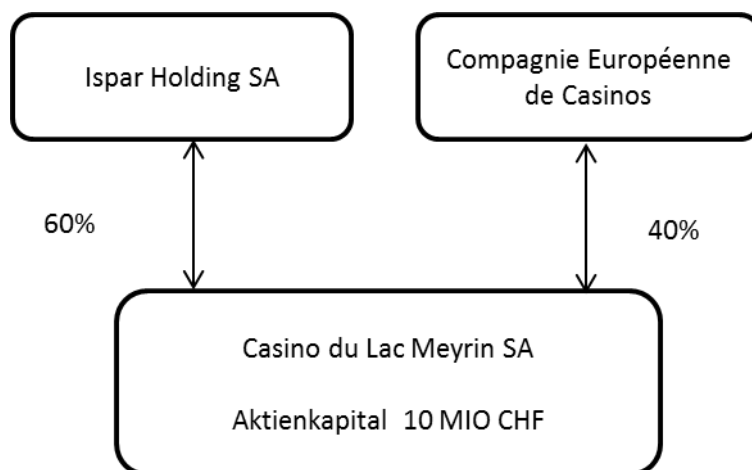 Ispar Holding SA
Compagnie Européenne
de Casinos
60%
40%
Casino du Lac Meyrin SA
Aktienkapital 10 MIO CHF